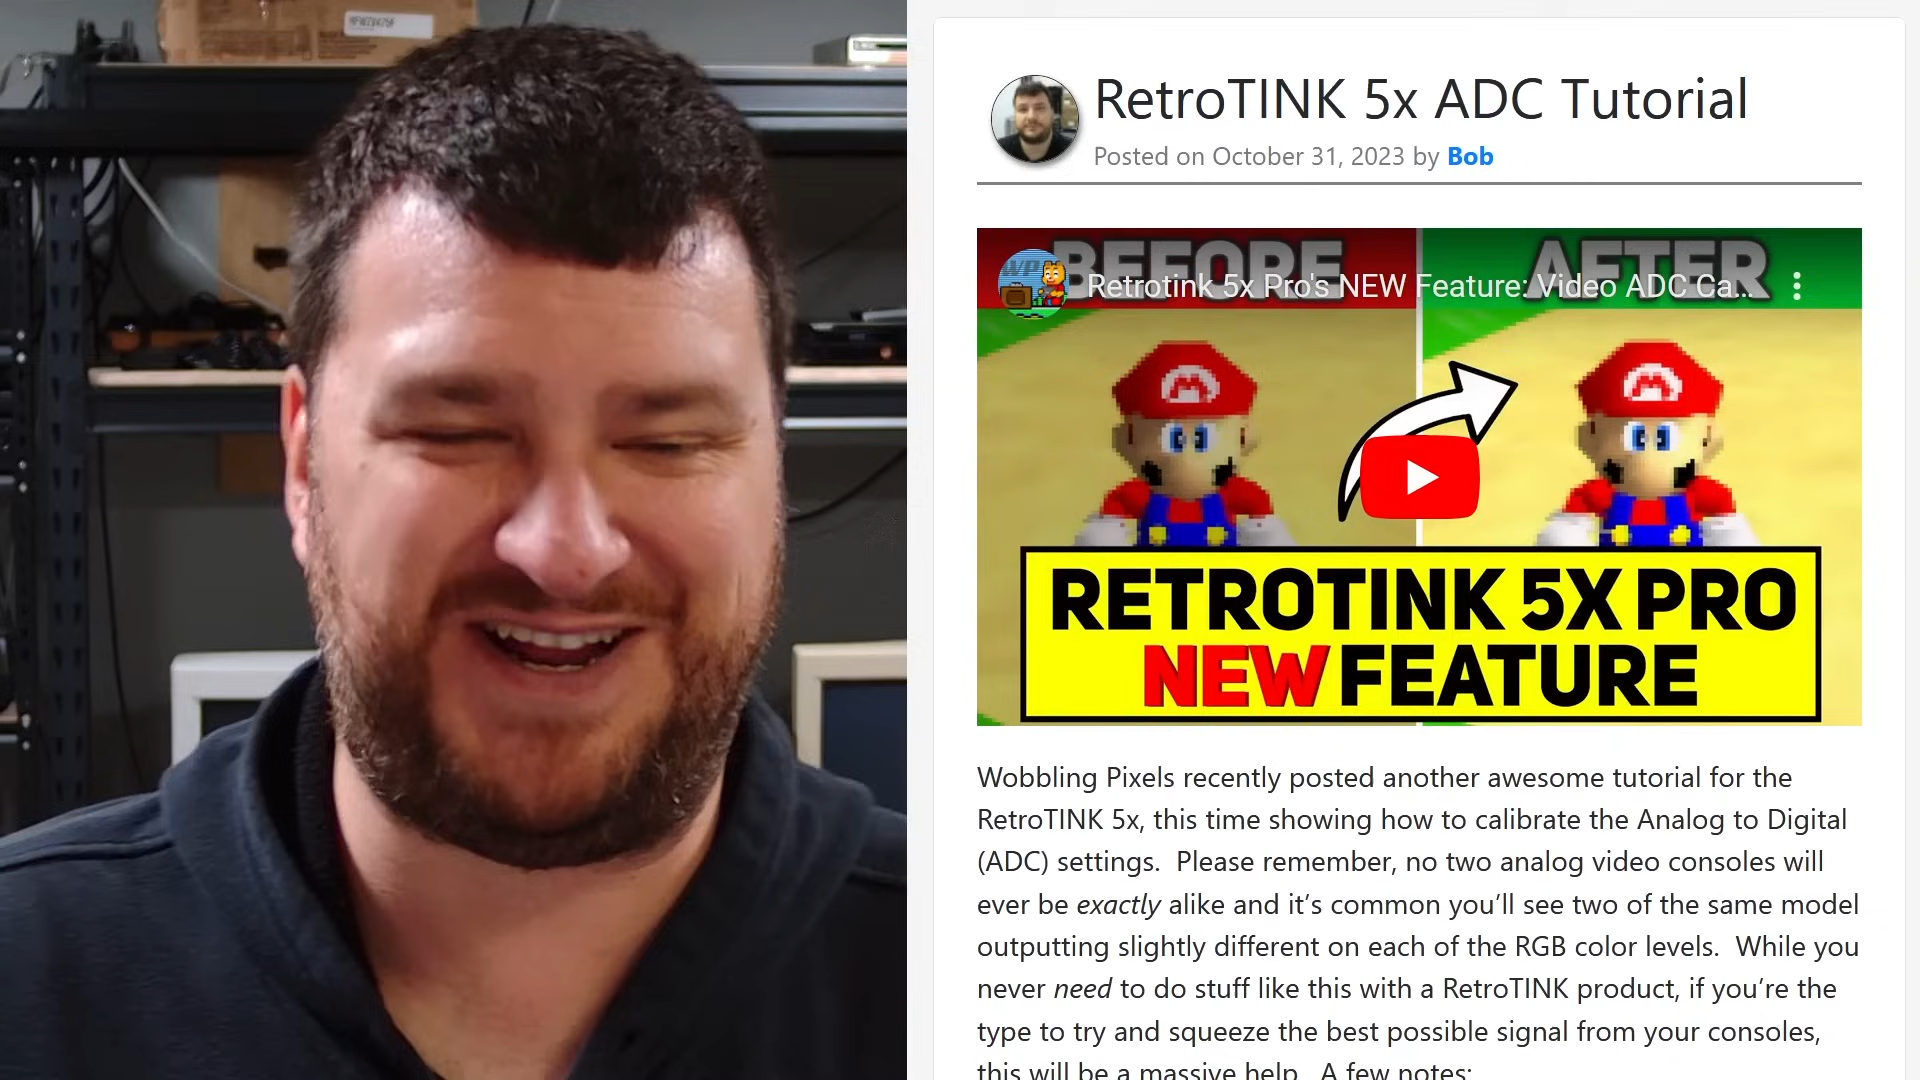 RetroTINK 5x ADC Tutorial
Posted on October 31, 2023 by Bob
BEFORE
AFTER
WP
Retrotink 5x Pro's NEW Feature: Video ADC Ca...
M
M
RETROTINK 5X PRO
NEW FEATURE
Wobbling Pixels recently posted another awesome tutorial for the
RetroTINK 5x, this time showing how to calibrate the Analog to Digital
(ADC) settings.  Please remember, no two analog video consoles will
ever be exactly alike and it’s common you’ll see two of the same model
outputting slightly different on each of the RGB color levels.  While you
never need to do stuff like this with a RetroTINK product, if you’re the
type to try and squeeze the best possible signal from your consoles,
this will be a massive help.  A few notes: